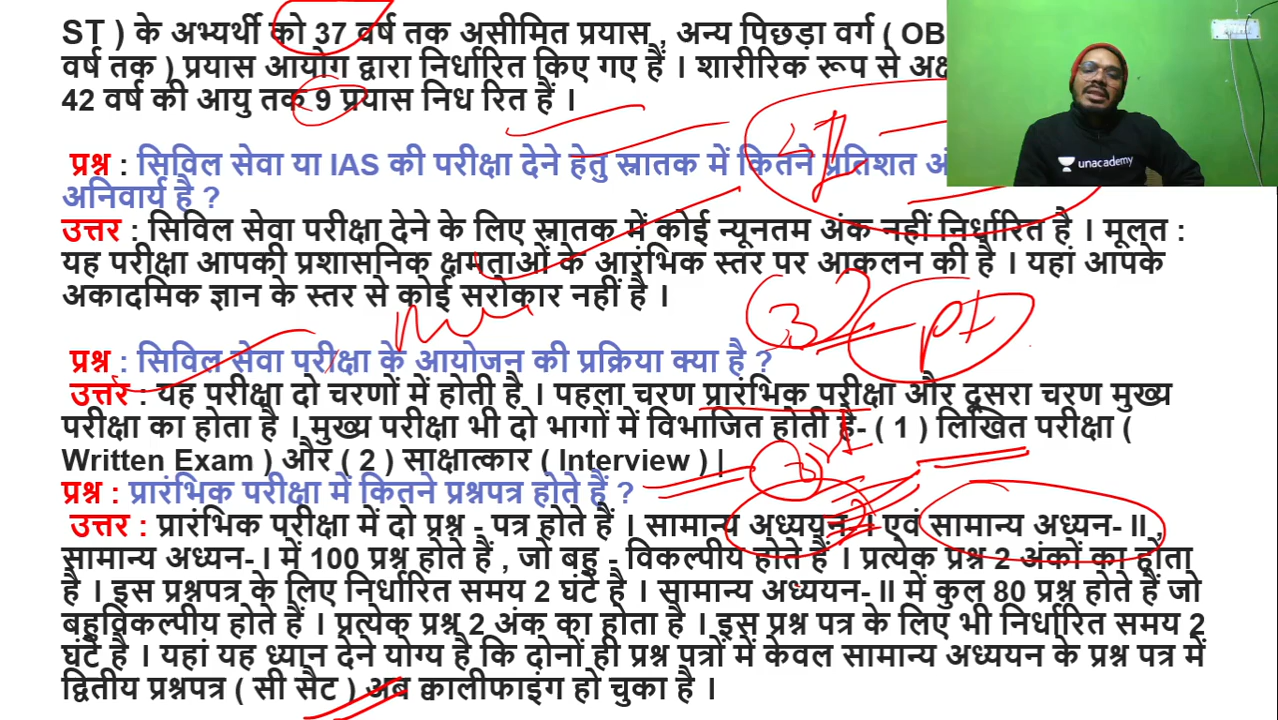 ST ) के अभ्यर्थी को 37 वर्ष तक असीमित प्रयास , अन्य पिछड़ा वर्ग ( OB
वर्ष तक ) प्रयास आयोग द्वारा निर्धारित किए गए हैं । शारीरिक रूप से अक्ष
42 वर्ष की आयु तक 9 प्रयास निध रित हैं ।
प्रश्न : सिविल सेवा या IAS की परीक्षा देने हेतु स्नातक में कितने प्रतिशत
अनिवार्य है ?
उत्तर : सिविल सेवा परीक्षा देने के लिए स्नातक में कोई न्यूनतम अंक नहीं निर्धारित है । मूलत :
यह परीक्षा आपकी प्रशासनिक क्षमताओं के आरंभिक स्तर पर आकलन की है । यहां आपके
अकादमिक ज्ञान के स्तर से कोई सरोकार नहीं है ।
प्रश्न : सिविल सेवा परीक्षा के आयोजन की प्रक्रिया क्या है ?
उत्तर : यह परीक्षा दो चरणों में होती है । पहला चरण प्रारंभिक परीक्षा और दूसरा चरण मुख्य
परीक्षा का होता है । मुख्य परीक्षा भी दो भागों में विभाजित होती है- ( 1 ) लिखित परीक्षा (
Written Exam ) और ( 2 ) साक्षात्कार ( Interview ) |
प्रश्न : प्रारंभिक परीक्षा में कितने प्रश्नपत्र होते हैं ?
उत्तर : प्रारंभिक परीक्षा में दो प्रश्न - पत्र होते हैं । सामान्य अध्ययन- I एवं सामान्य अध्यन- II ,
सामान्य अध्यन- I में 100 प्रश्न होते हैं , जो बहु - विकल्पीय होते हैं । प्रत्येक प्रश्न 2 अंकों का होता
है । इस प्रश्नपत्र के लिए निर्धारित समय 2 घंटे है । सामान्य अध्ययन- II में कुल 80 प्रश्न होते हैं जो
बहुविकल्पीय होते हैं । प्रत्येक प्रश्न 2 अंक का होता है । इस प्रश्न पत्र के लिए भी निर्धारित समय 2
घंटे है । यहां यह ध्यान देने योग्य है कि दोनों ही प्रश्न पत्रों में केवल सामान्य अध्ययन के प्रश्न पत्र में
द्वितीय प्रश्नपत्र ( सी सैट ) अब क्वालीफाइंग हो चुका है ।
unacademy